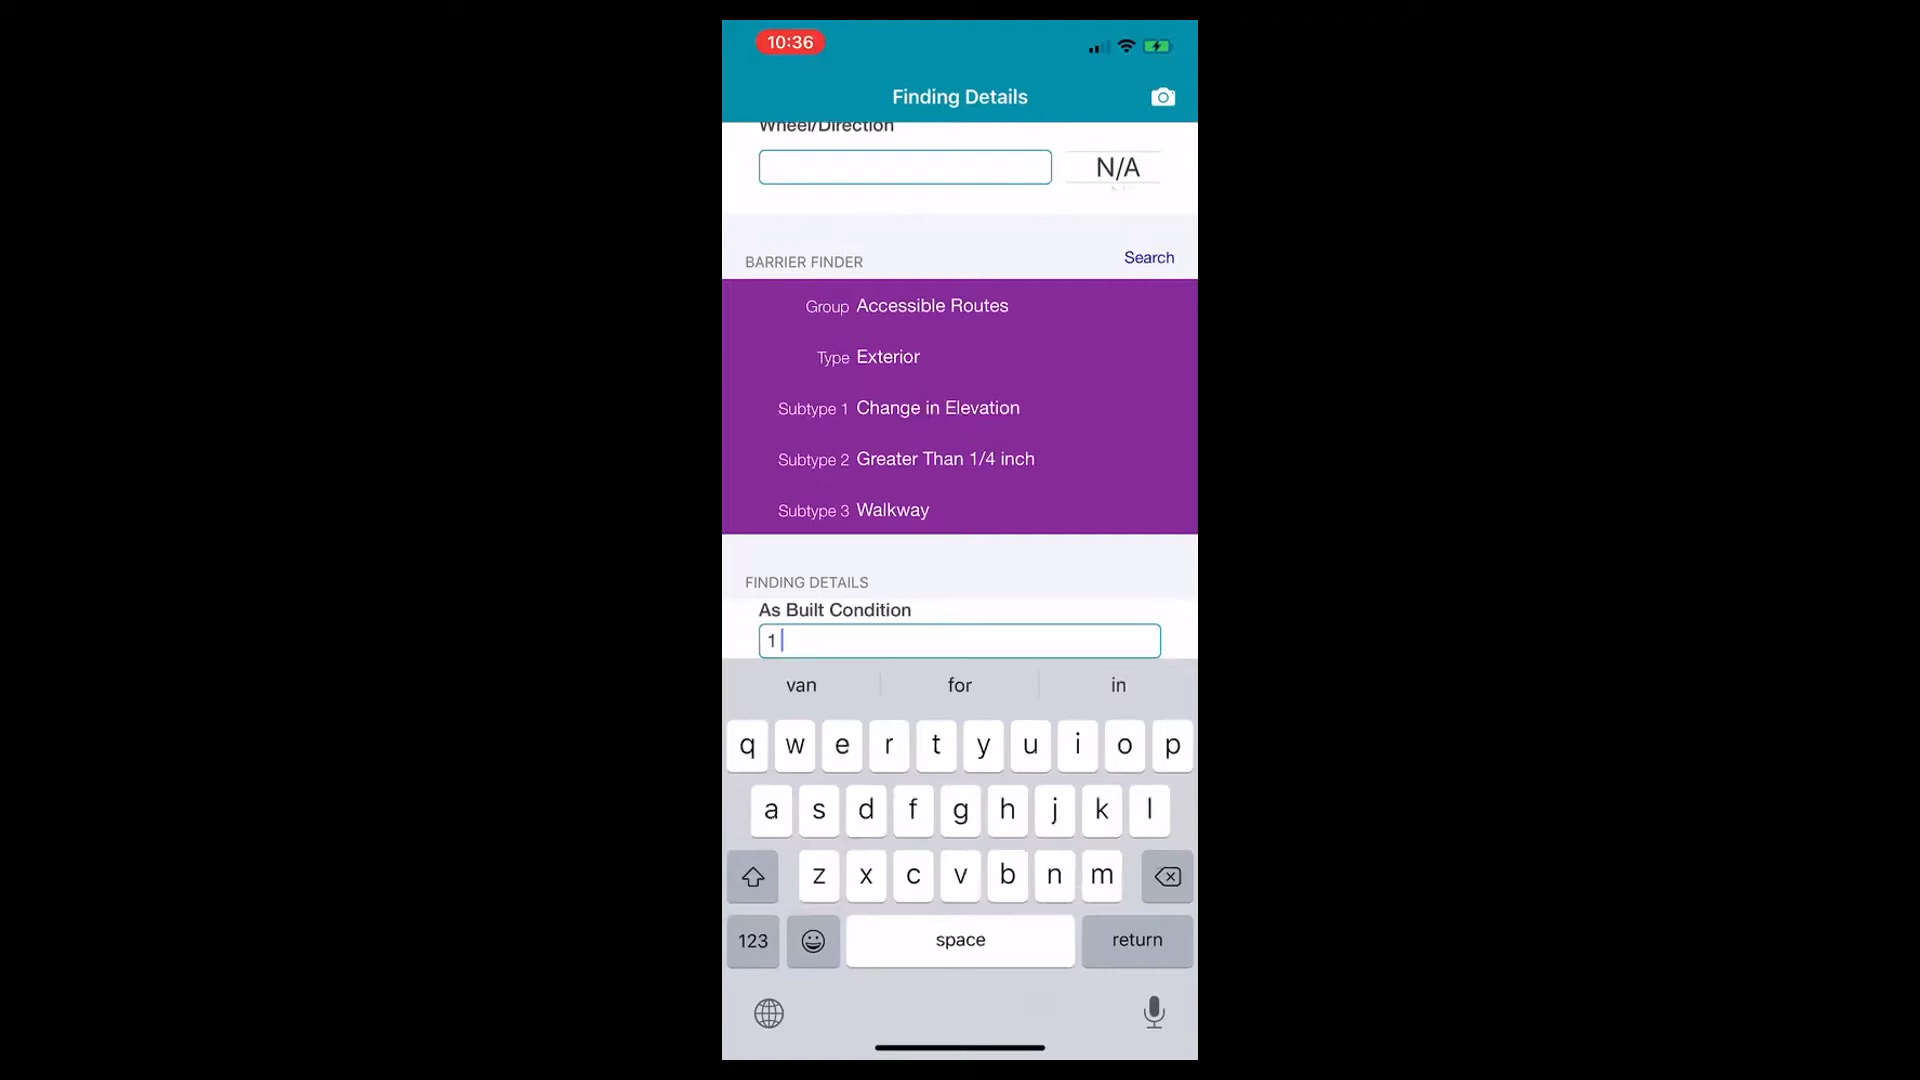 10:36
Finding Details
Wheel/Direction
N/A
BARRIER FINDER
Search
Group Accessible Routes
Type Exterior
Subtype 1 Change in Elevation
Subtype 2 Greater Than 1/4 inch
Subtype 3 Walkway
FINDING DETAILS
As Built Condition
1
van for in
q w e r t y u i o p
a s d f g h j k l
z x c v b n m
123 space return